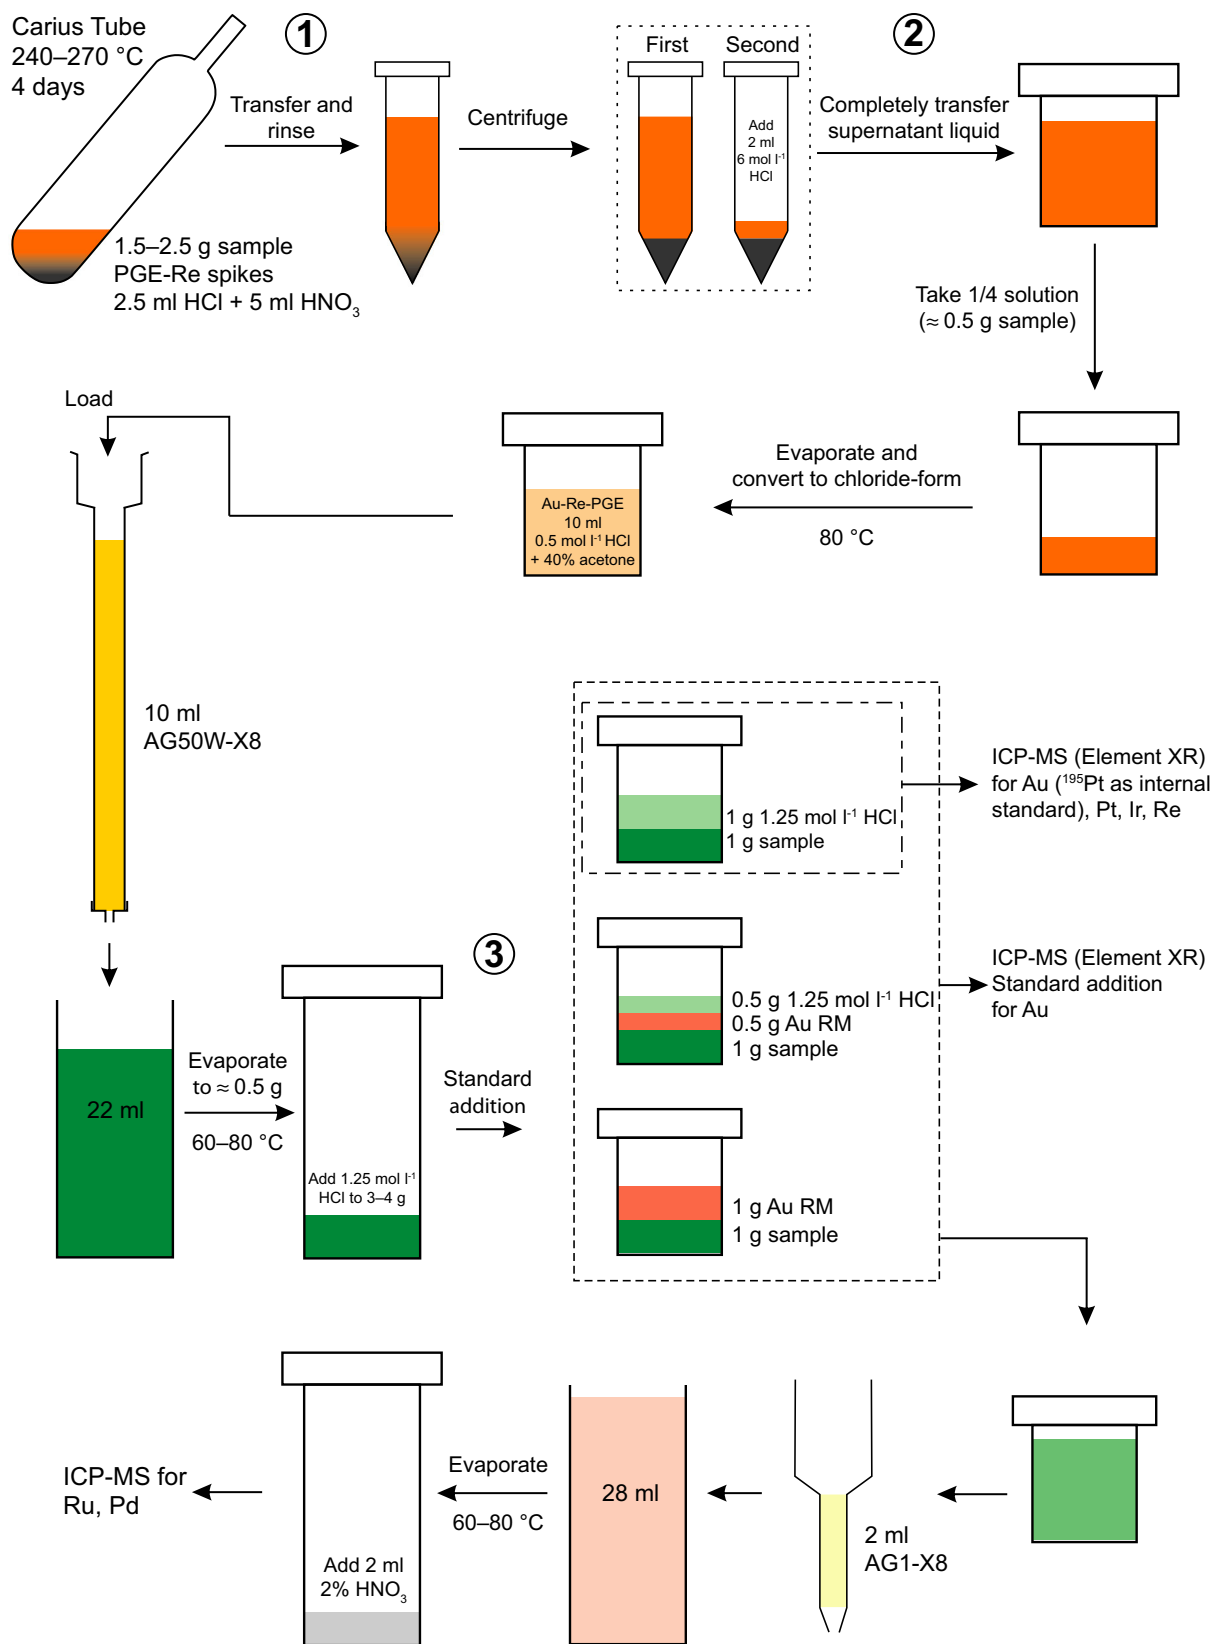 Carius Tube
240–270 °C
4 days
1
Transfer and
rinse
1.5–2.5 g sample
PGE-Re spikes
2.5 ml HCl + 5 ml HNO₃
Centrifuge
First
Second
Add
2 ml
6 mol l⁻¹
HCl
2
Completely transfer
supernatant liquid
Take 1/4 solution
(≈ 0.5 g sample)
Evaporate and
convert to chloride-form
80 °C
Au-Re-PGE
10 ml
0.5 mol l⁻¹ HCl
+ 40% acetone
Load
10 ml
AG50W-X8
22 ml
Evaporate
to ≈ 0.5 g
60–80 °C
Add 1.25 mol l⁻¹
HCl to 3–4 g
3
Standard
addition
1 g 1.25 mol l⁻¹ HCl
1 g sample
ICP-MS (Element XR)
for Au (¹⁹⁵Pt as internal
standard), Pt, Ir, Re
0.5 g 1.25 mol l⁻¹ HCl
0.5 g Au RM
1 g sample
ICP-MS (Element XR)
Standard addition
for Au
1 g Au RM
1 g sample
2 ml
AG1-X8
28 ml
Evaporate
60–80 °C
Add 2 ml
2% HNO₃
ICP-MS for
Ru, Pd